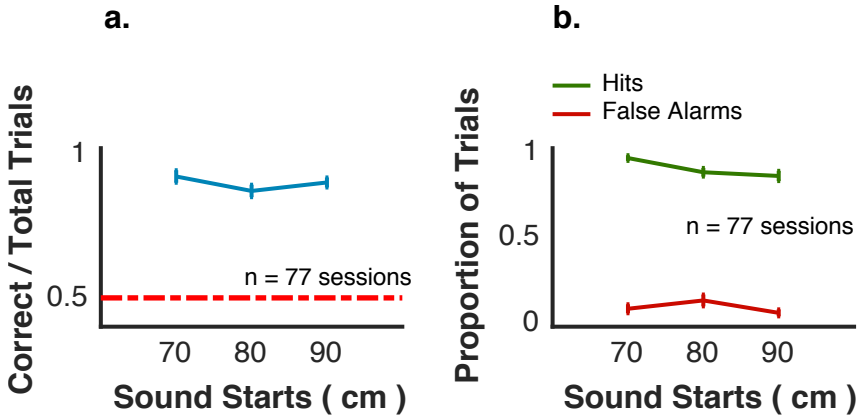 a.
Correct / Total Trials
1
0.5
n = 77 sessions
70 80 90
Sound Starts ( cm )
b.
Hits
False Alarms
Proportion of Trials
1
0.5
0
n = 77 sessions
70 80 90
Sound Starts ( cm )